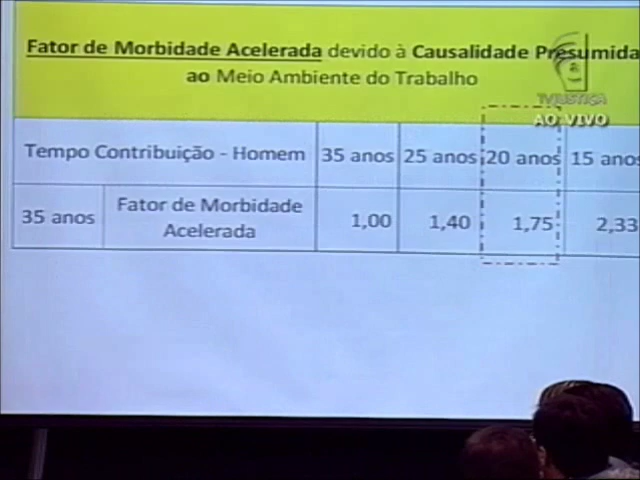 Fator de Morbidade Acelerada devido à Causalidade Presumida
ao Meio Ambiente do Trabalho
TV JUSTIÇA
AO VIVO
Tempo Contribuição - Homem 35 anos 25 anos 20 anos 15 anos
35 anos Fator de Morbidade Acelerada 1,00 1,40 1,75 2,33